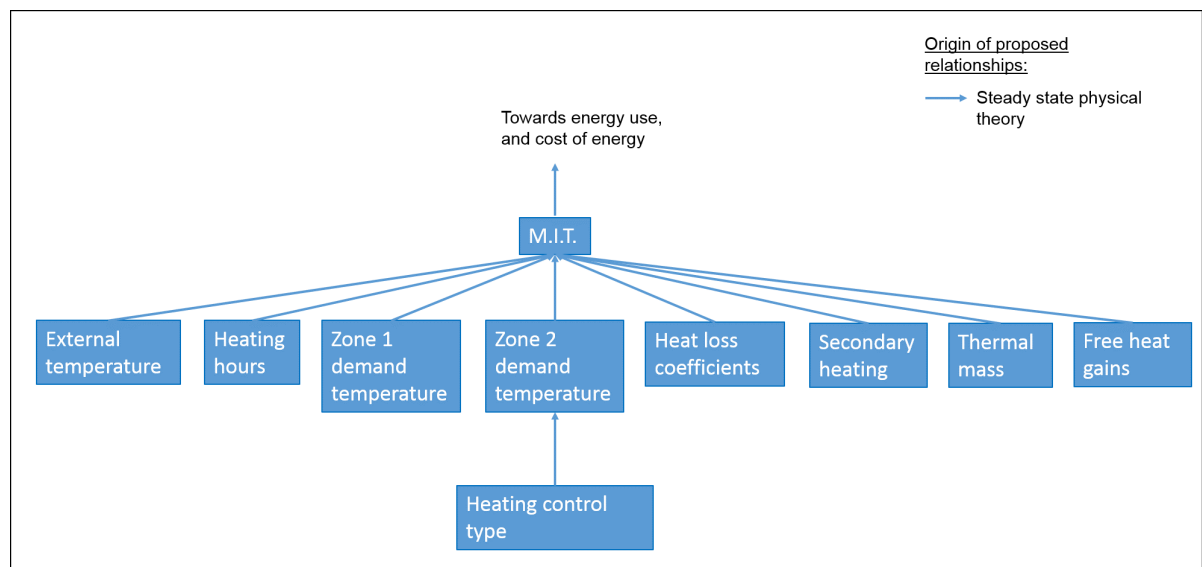 Origin of proposed
relationships:
Steady state physical
theory
Towards energy use,
and cost of energy
M.I.T.
External
temperature
Heating
hours
Zone 1
demand
temperature
Zone 2
demand
temperature
Heat loss
coefficients
Secondary
heating
Thermal
mass
Free heat
gains
Heating control
type